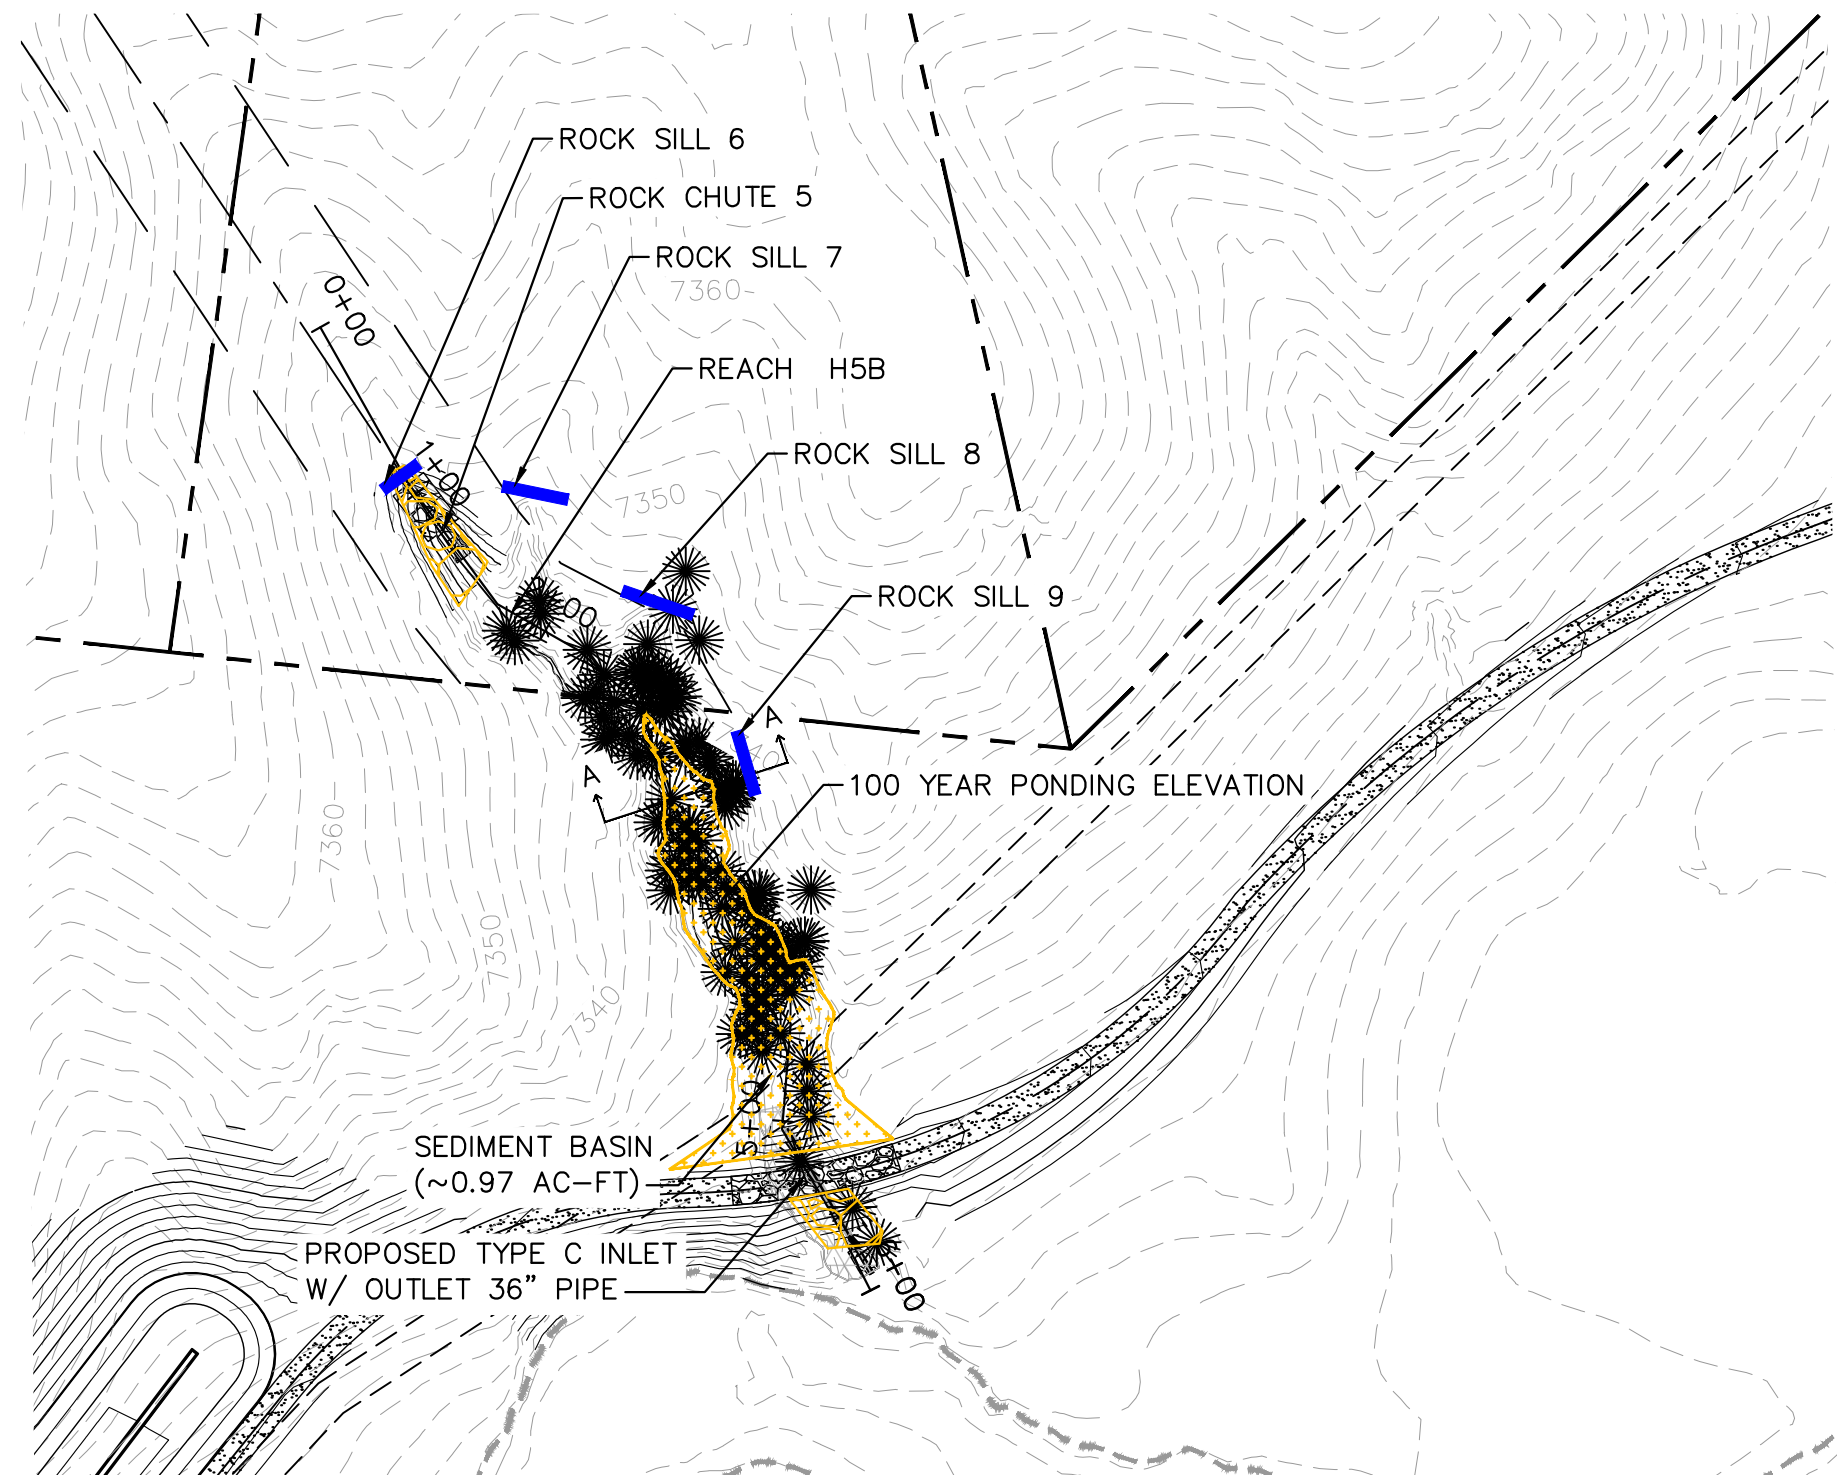 ROCK SILL 6
ROCK CHUTE 5
ROCK SILL 7
7360
0+00
REACH H5B
ROCK SILL 8
1+00
7350
ROCK SILL 9
00
A
A
100 YEAR PONDING ELEVATION
7360
7350
7340
5+00
SEDIMENT BASIN
(~0.97 AC-FT)
PROPOSED TYPE C INLET
W/ OUTLET 36" PIPE
+00